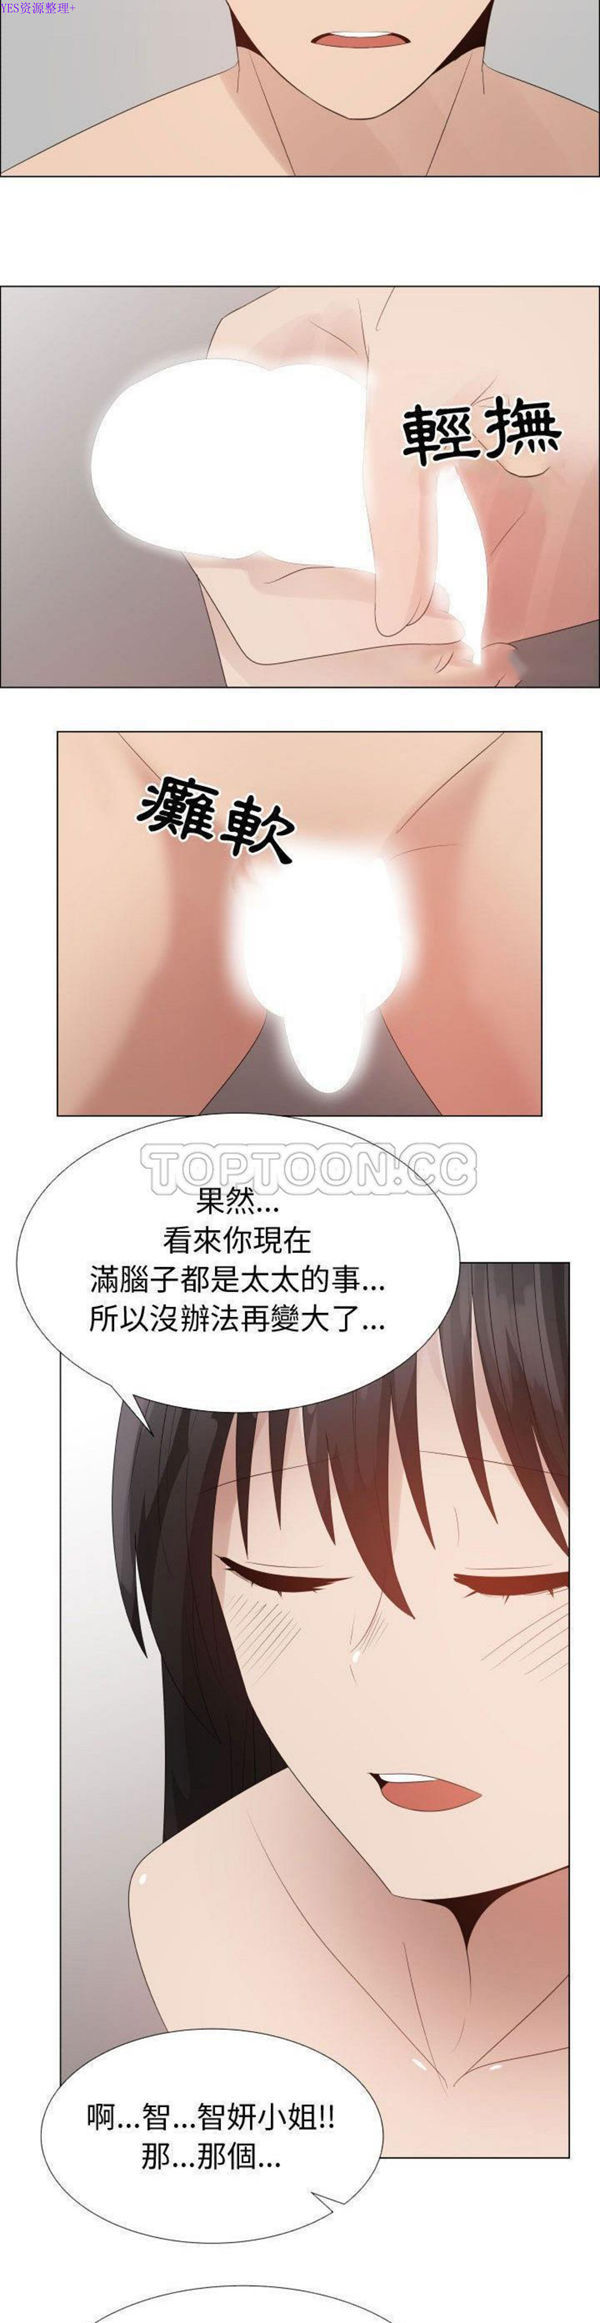 YES资源整理+
輕撫
癱軟
TOPTOON.CC
果然...
看來你現在
滿腦子都是太太的事...
所以沒辦法再變大了...
啊...智...智妍小姐!!
那...那個...